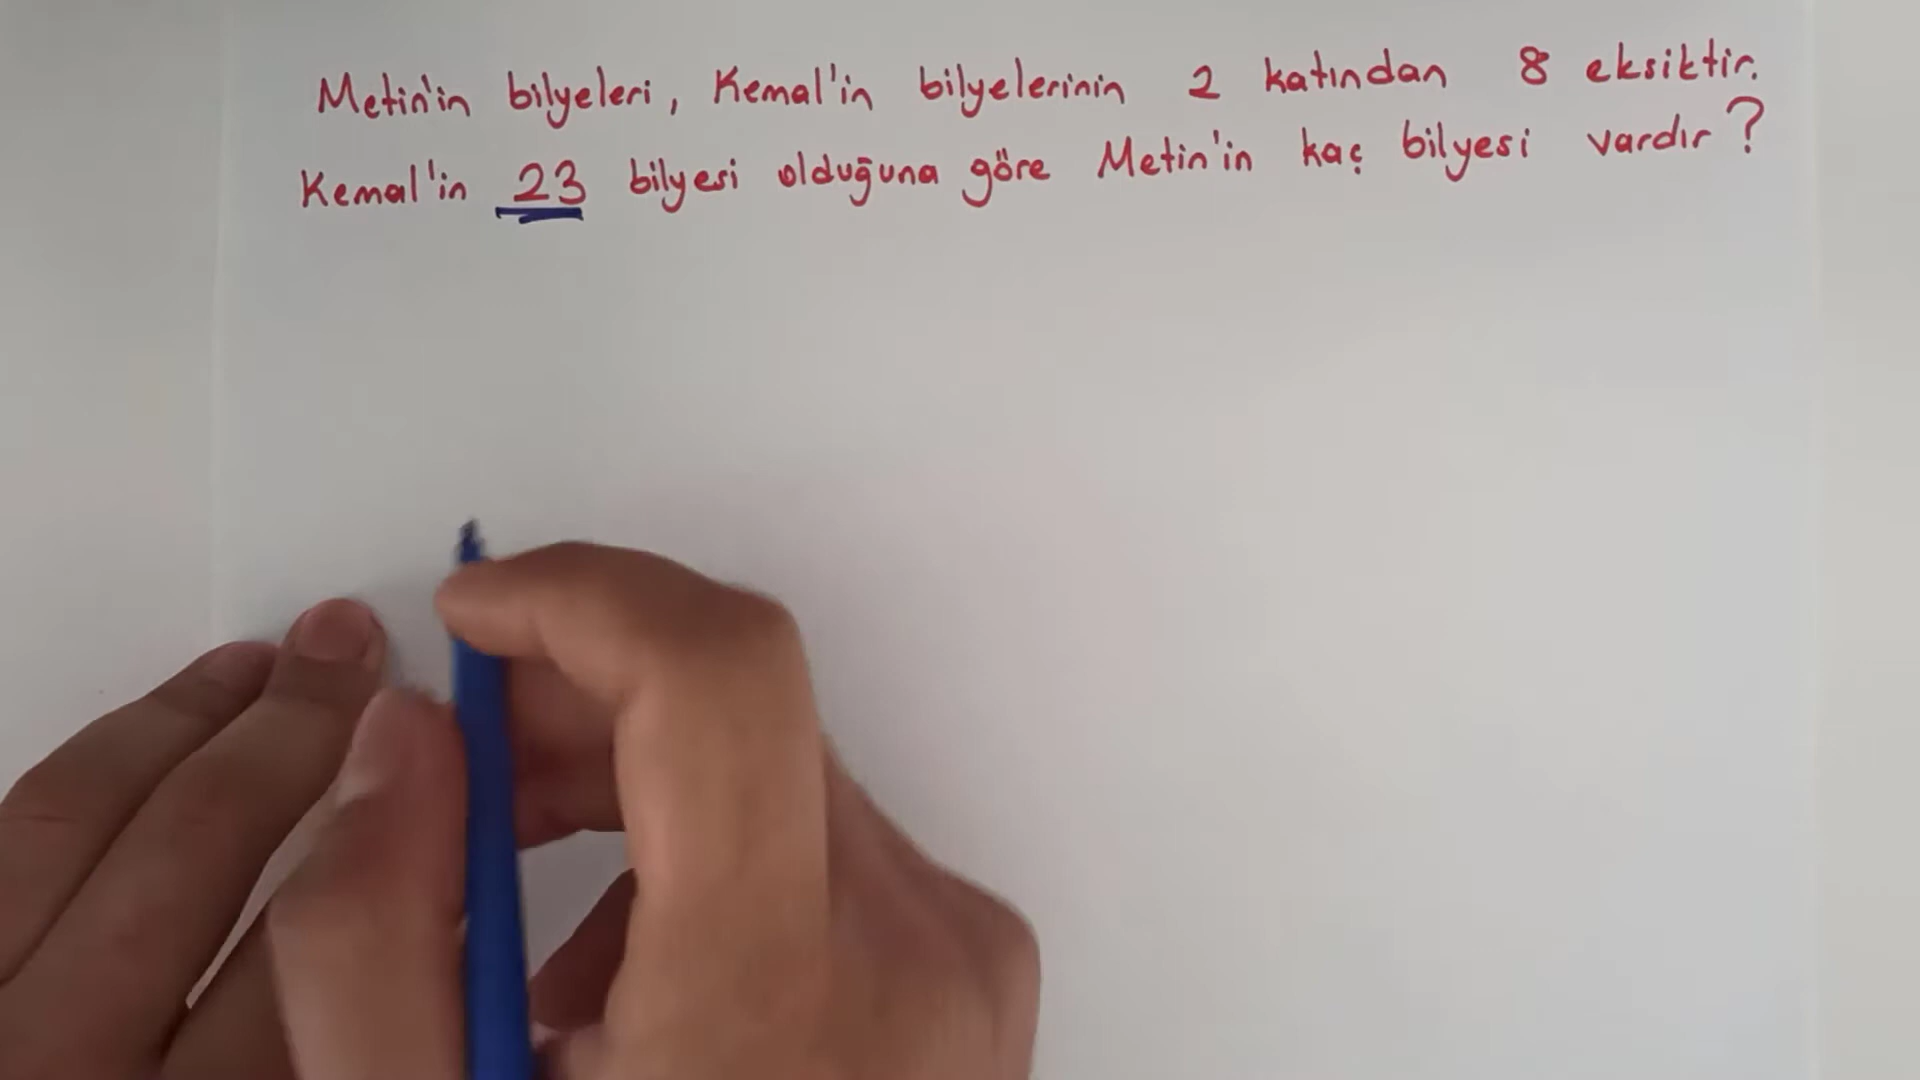 Metin'in bilyeleri, Kemal'in bilyelerinin 2 katından 8 eksiktir.
Kemal'in 23 bilyesi olduğuna göre Metin'in kaç bilyesi vardır?